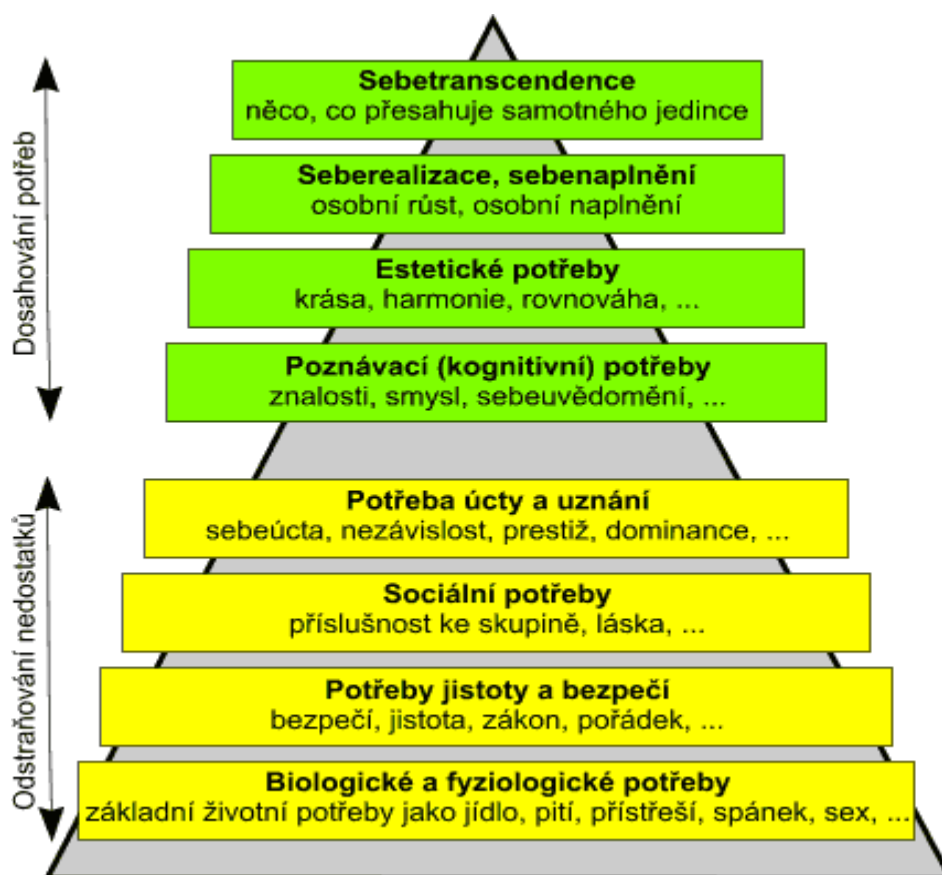 Dosahování potřeb
Sebetranscendence
něco, co přesahuje samotného jedince
Seberealizace, sebenaplnění
osobní růst, osobní naplnění
Estetické potřeby
krása, harmonie, rovnováha, ...
Poznávací (kognitivní) potřeby
znalosti, smysl, sebeuvědomění, ...
Odstraňování nedostatků
Potřeba úcty a uznání
sebeúcta, nezávislost, prestiž, dominance, ...
Sociální potřeby
příslušnost ke skupině, láska, ...
Potřeby jistoty a bezpečí
bezpečí, jistota, zákon, pořádek, ...
Biologické a fyziologické potřeby
základní životní potřeby jako jídlo, pití, přístřeší, spánek, sex, ...